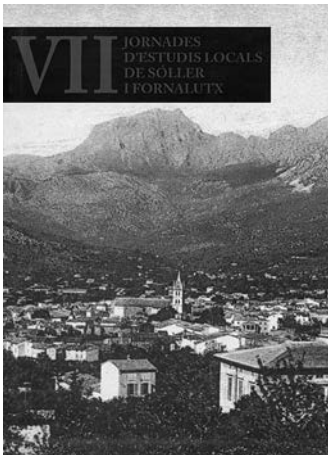 VII
JORNADES
D'ESTUDIS LOCALS
DE SÓLLER
I FORNALUTX